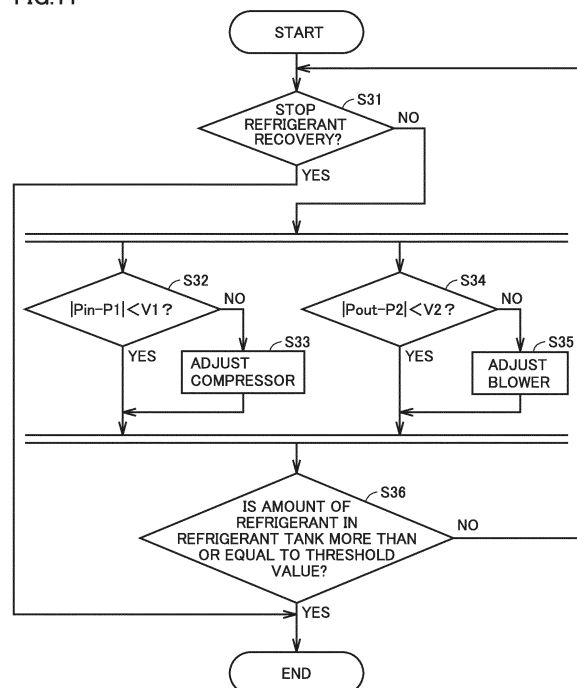 START
S31
STOP
REFRIGERANT
RECOVERY?
NO
YES
S32
|Pin-P1|<V1?
NO
YES
S33
ADJUST
COMPRESSOR
S34
|Pout-P2|<V2?
NO
YES
S35
ADJUST
BLOWER
S36
IS AMOUNT OF
REFRIGERANT IN
REFRIGERANT TANK MORE THAN
OR EQUAL TO THRESHOLD
VALUE?
NO
YES
END